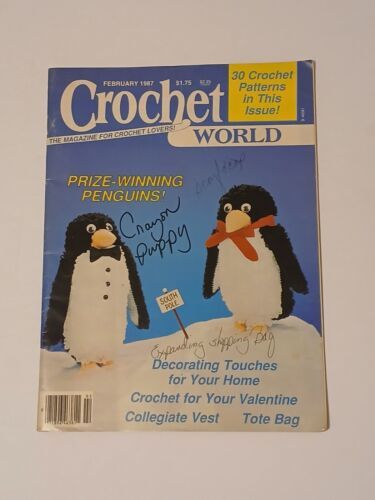 FEBRUARY 1987 $1.75
Crochet
WORLD
THE MAGAZINE FOR CROCHET LOVERS!
30 Crochet
Patterns
in This
Issue!
PRIZE-WINNING
PENGUINS!
Crayon
puppy
SOUTH
POLE
Expanding shopping bag
Decorating Touches
for Your Home
Crochet for Your Valentine
Collegiate Vest Tote Bag